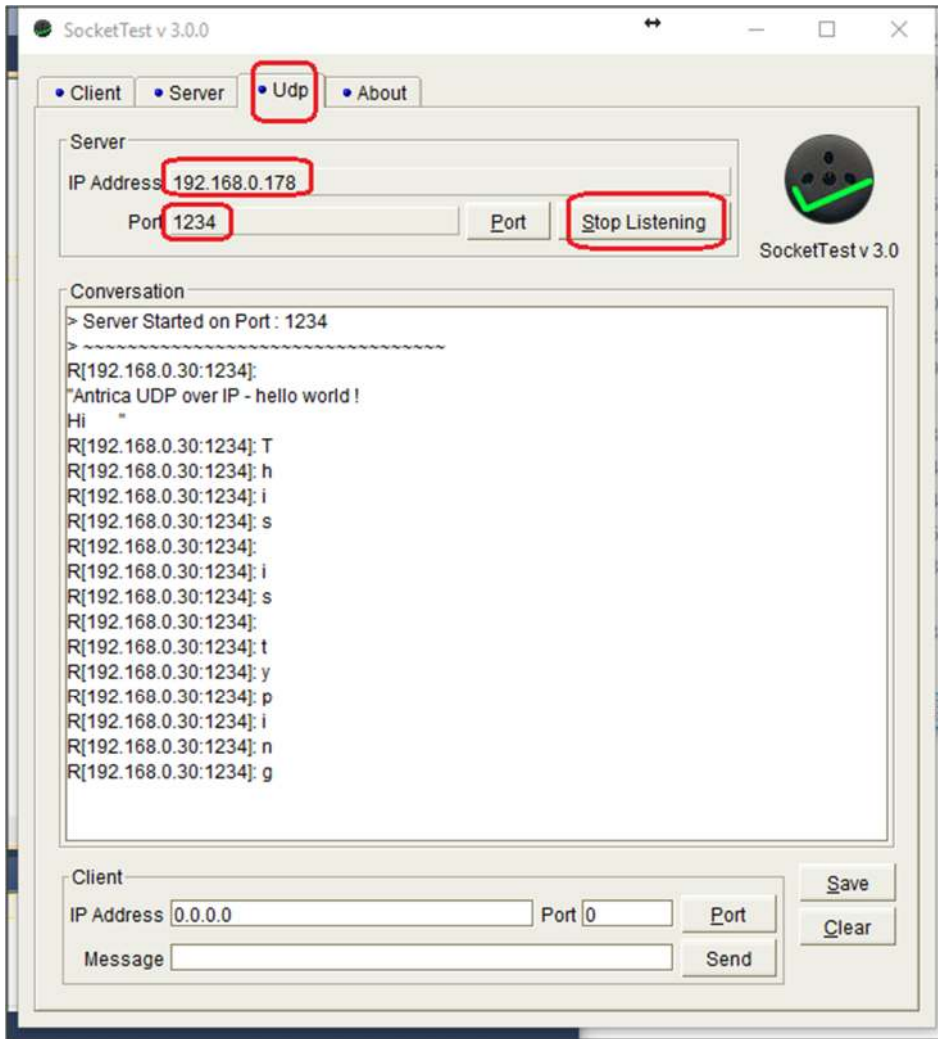 SocketTest v 3.0.0
Client Server Udp About
Server
IP Address 192.168.0.178
Port 1234 Port Stop Listening
SocketTest v 3.0
Conversation
> Server Started on Port : 1234
> ~~~~~~~~~~~~~~~~~~~~~~~~~~~~~~~~~
R[192.168.0.30:1234]:
"Antrica UDP over IP - hello world !
Hi "
R[192.168.0.30:1234]: T
R[192.168.0.30:1234]: h
R[192.168.0.30:1234]: i
R[192.168.0.30:1234]: s
R[192.168.0.30:1234]:
R[192.168.0.30:1234]: i
R[192.168.0.30:1234]: s
R[192.168.0.30:1234]:
R[192.168.0.30:1234]: t
R[192.168.0.30:1234]: y
R[192.168.0.30:1234]: p
R[192.168.0.30:1234]: i
R[192.168.0.30:1234]: n
R[192.168.0.30:1234]: g
Client
IP Address 0.0.0.0 Port 0 Port
Message Send
Save
Clear